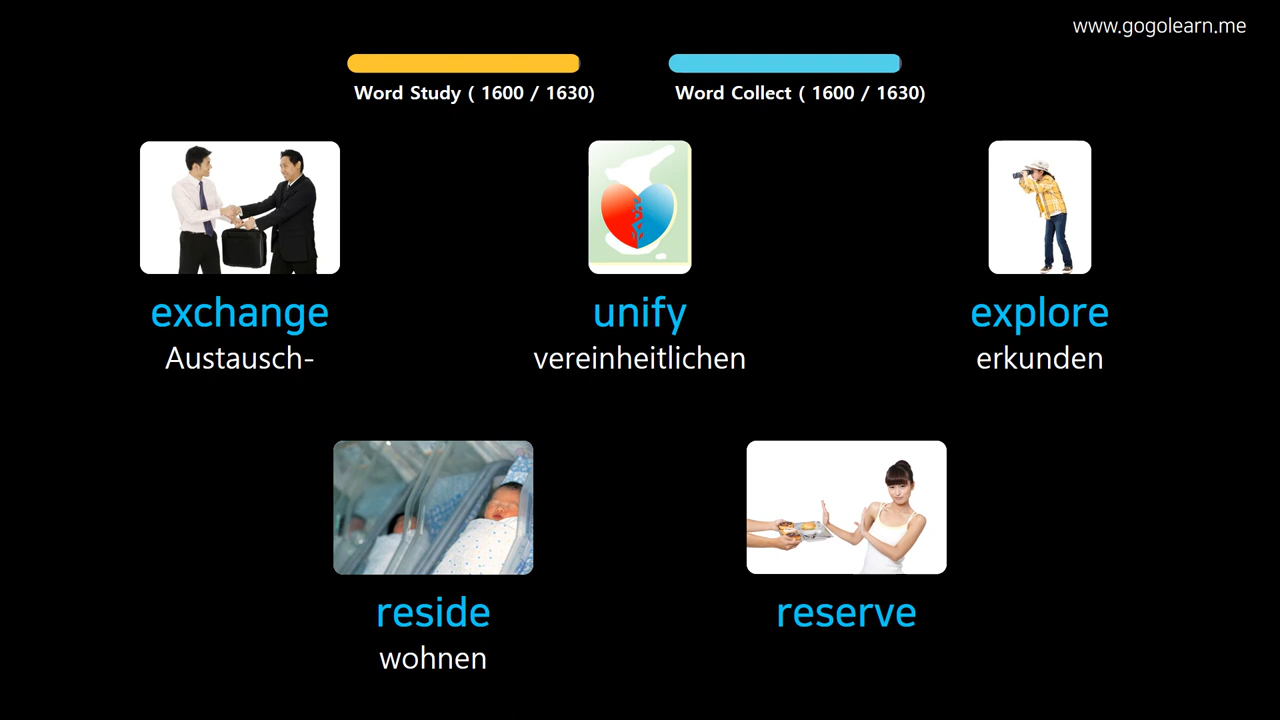 www.gogolearn.me
Word Study ( 1600 / 1630)
Word Collect ( 1600 / 1630)
exchange
Austausch-
unify
vereinheitlichen
explore
erkunden
reside
wohnen
reserve